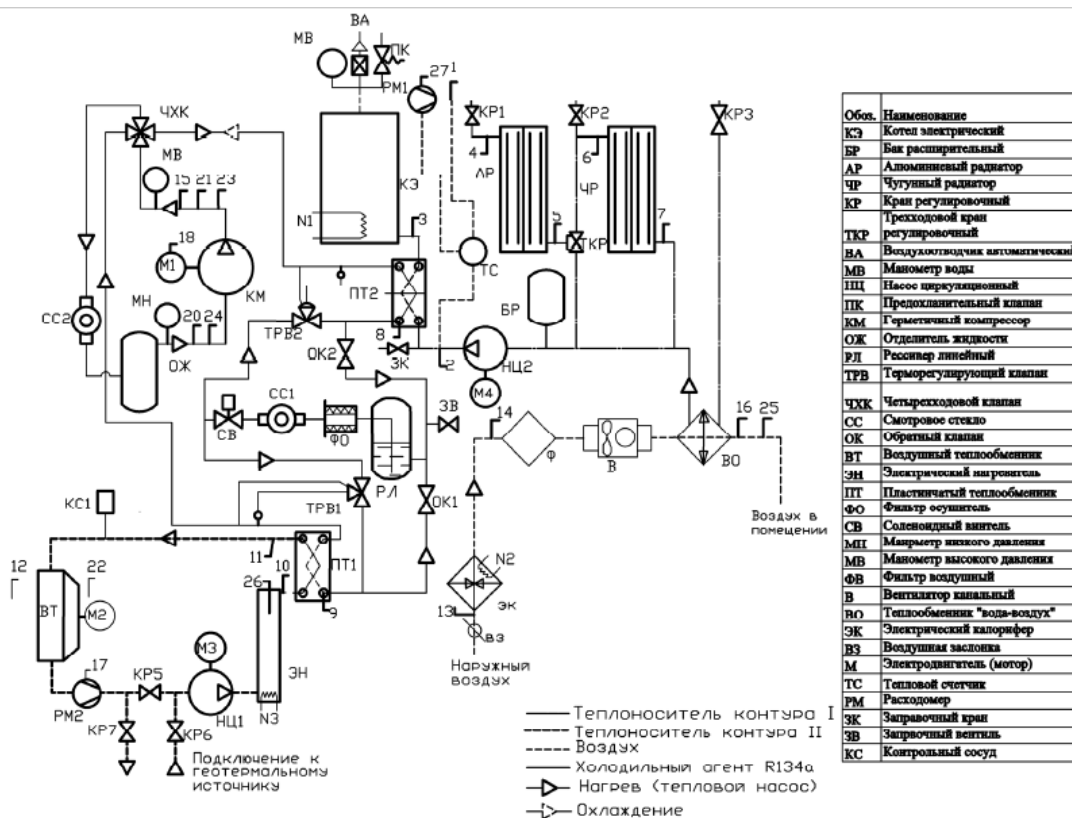 ВА
МВ
ПК
РМ1
27
1
КР1
КР2
КР3
ЧХК
МВ
15 21 23
4
АР
6
ЧР
КЭ
N1
3
5
7
ТКР
18
М1
КМ
ТС
ПТ2
БР
СС2
МН
20 24
ОЖ
ТРВ2
8
ОК2
ЗК
2
НЦ2
М4
СС1
СВ
ФО
РЛ
ЗВ
14
Ф
В
ВО
16 25
КС1
ТРВ1
ОК1
Воздух в
помещении
11
ПТ1
10
26
9
12
22
ВТ
М2
N2
ЭК
13
ВЗ
М3
ЭН
17
КР5
РМ2
НЦ1
N3
КР7
КР6
Наружный
воздух
Подключение к
геотермальному
источнику
Теплоноситель контура I
Теплоноситель контура II
Воздух
Холодильный агент R134a
Нагрев (тепловой насос)
Охлаждение
Обоз. Наименование
КЭ Котел электрический
БР Бак расширительный
АР Алюминиевый радиатор
ЧР Чугунный радиатор
КР Кран регулировочный
ТКР Трехходовой кран
регулировочный
ВА Воздухоотводчик автоматический
МВ Манометр воды
НЦ Насос циркуляционный
ПК Предохланительный клапан
КМ Герметичный компрессор
ОЖ Отделитель жидкости
РЛ Рессивер линейный
ТРВ Терморегулирующий клапан
ЧХК Четырехходовой клапан
СС Смотровое стекло
ОК Обратный клапан
ВТ Воздушный теплообменник
ЭН Электрический нагреватель
ПТ Пластинчатый теплообменник
ФО Фильтр осушитель
СВ Соленоидный винтель
МН Манрметр низкого давления
МВ Манометр высокого давления
ФВ Фильтр воздушный
В Вентилятор канальный
ВО Теплообменник "вода-воздух"
ЭК Электрический калорифер
ВЗ Воздушная заслонка
М Электродвигатель (мотор)
ТС Тепловой счетчик
РМ Расходомер
ЗК Заправочный кран
ЗВ Запрвочный вентиль
КС Контрольный сосуд